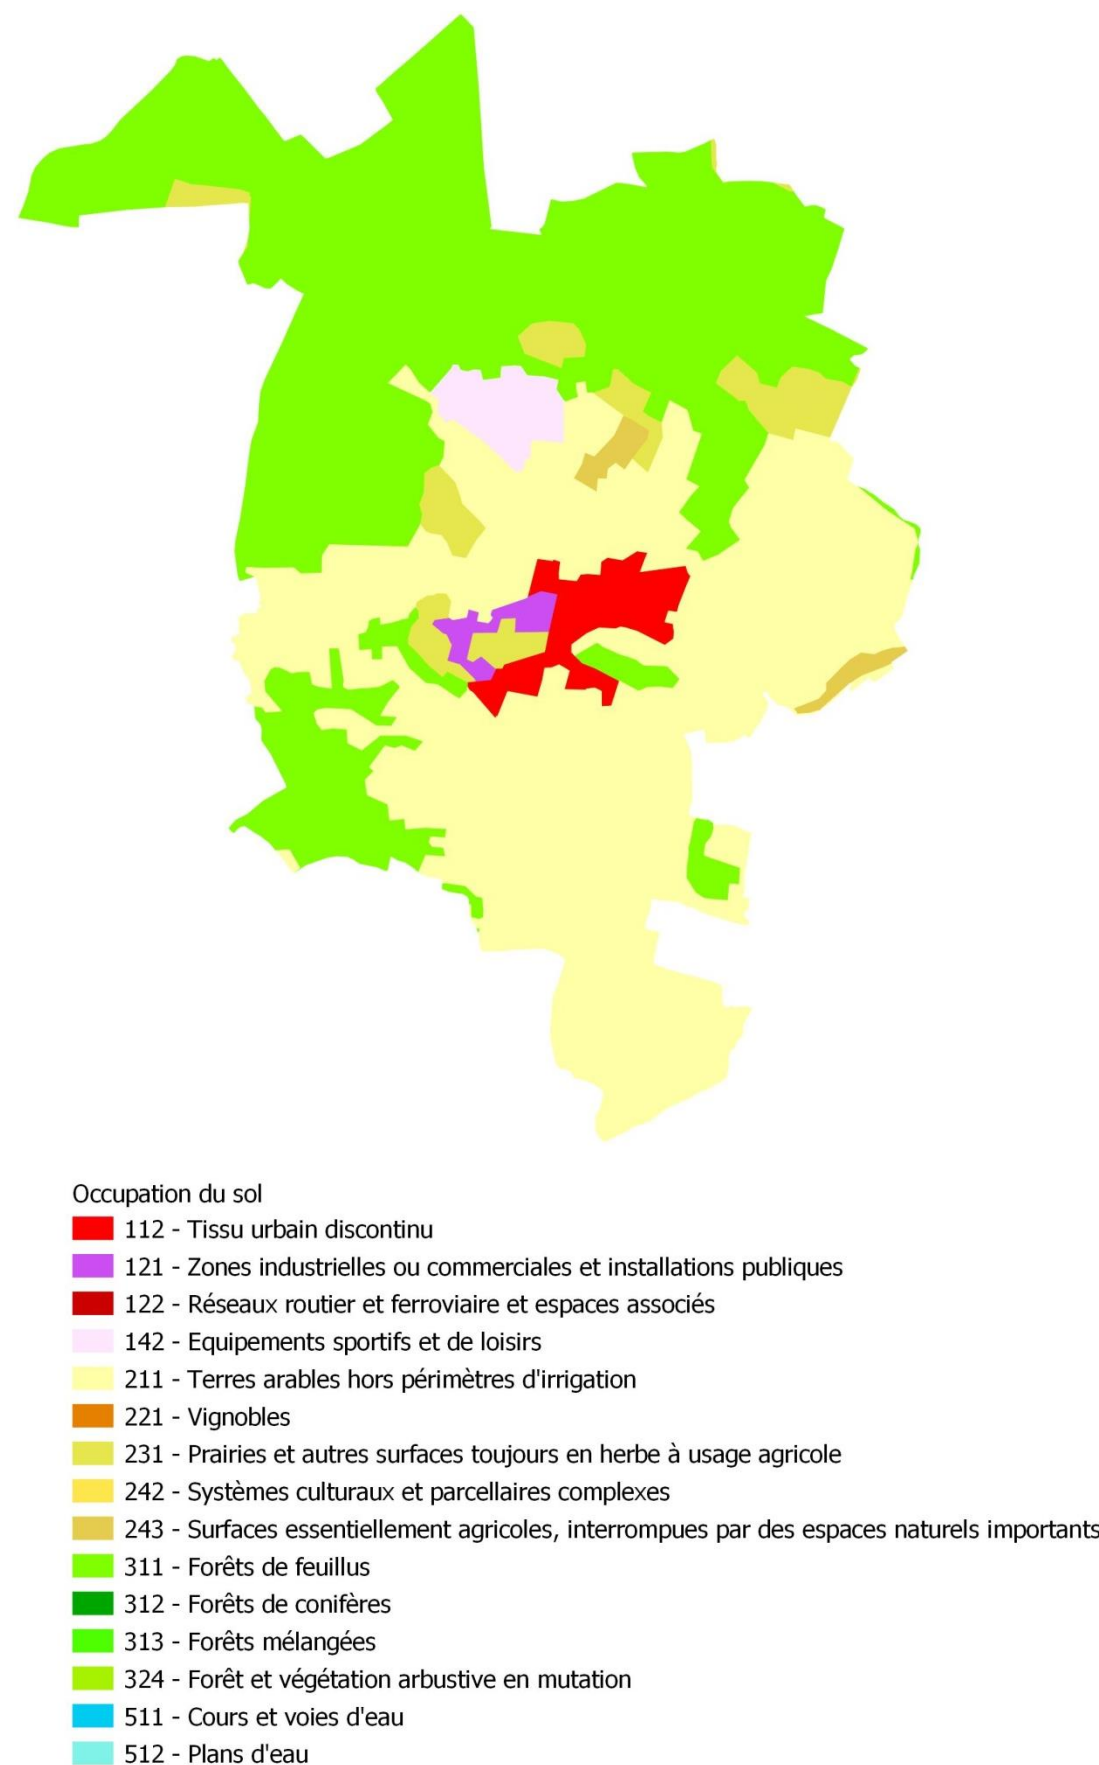 Occupation du sol
112 - Tissu urbain discontinu
121 - Zones industrielles ou commerciales et installations publiques
122 - Réseaux routier et ferroviaire et espaces associés
142 - Equipements sportifs et de loisirs
211 - Terres arables hors périmètres d'irrigation
221 - Vignobles
231 - Prairies et autres surfaces toujours en herbe à usage agricole
242 - Systèmes culturaux et parcellaires complexes
243 - Surfaces essentiellement agricoles, interrompues par des espaces naturels importants
311 - Forêts de feuillus
312 - Forêts de conifères
313 - Forêts mélangées
324 - Forêt et végétation arbustive en mutation
511 - Cours et voies d'eau
512 - Plans d'eau